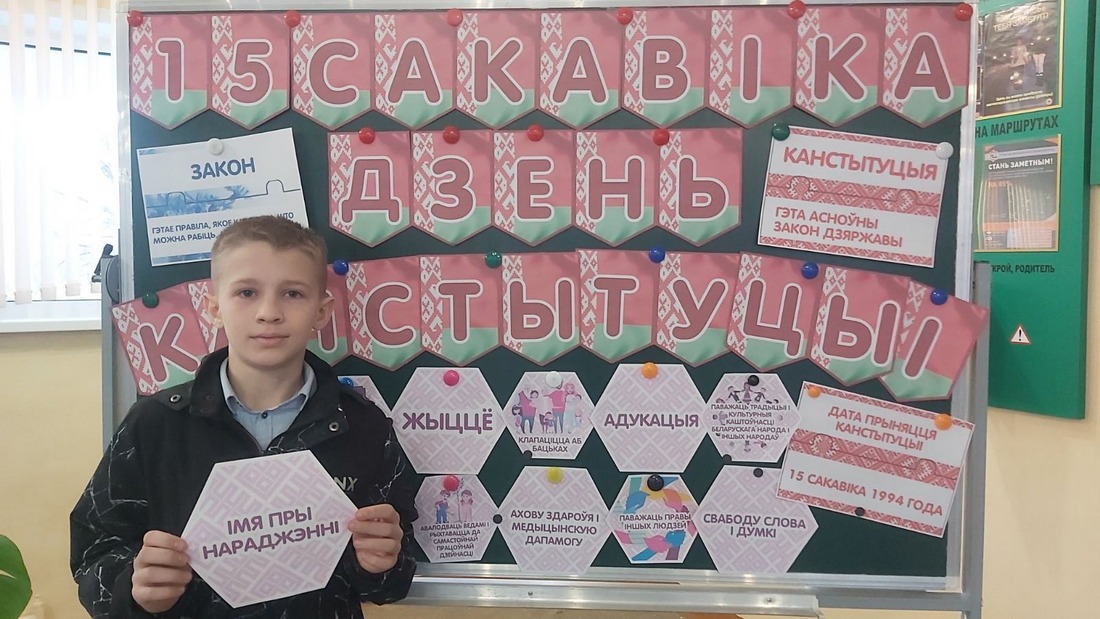 15 САКАВІКА
ДЗЕНЬ
К СТЫТУЦЫІ
ЗАКОН
ГЭТАЕ ПРАВІЛА, ЯКОЕ
МОЖНА РАБІЦЬ,
КАНСТЫТУЦЫЯ
ГЭТА АСНОЎНЫ
ЗАКОН ДЗЯРЖАВЫ
ЖЫЦЦЁ
КЛАПАЦІЦЦА АБ
БАЦЬКАХ
АДУКАЦЫЯ
ПАВАЖАЦЬ ТРАДЫЦЫІ І
КУЛЬТУРНЫЯ
КАШТОЎНАСЦІ
БЕЛАРУСКАГА НАРОДА І
ІНШЫХ НАРОДАЎ
ДАТА ПРЫНЯЦЦЯ
КАНСТЫТУЦЫІ
15 САКАВІКА 1994 ГОДА
АВАЛОДВАЦЬ ВЕДАМІ І
РЫХТАВАЦЦА ДА
САМАСТОЙНАЙ
ПРАЦОЎНАЙ
ДЗЕЙНАСЦІ
АХОВУ ЗДАРОЎЯ І
МЕДЫЦЫНСКУЮ
ДАПАМОГУ
ПАВАЖАЦЬ ПРАВЫ
ІНШЫХ ЛЮДЗЕЙ
СВАБОДУ СЛОВА
І ДУМКІ
ІМЯ ПРЫ
НАРАДЖЭННІ
НА МАРШРУТАХ
СТАНЬ ЗАМЕТНЫМ!
РОДИТЕЛЬ